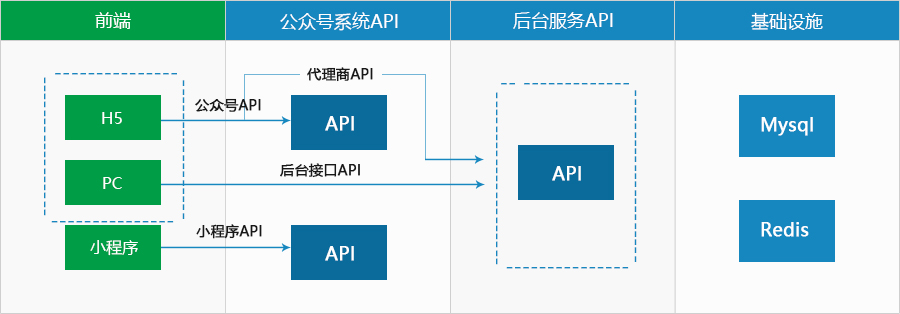 前端
公众号系统API
后台服务API
基础设施
代理商API
H5
公众号API
API
Mysql
PC
后台接口API
API
小程序
小程序API
API
Redis